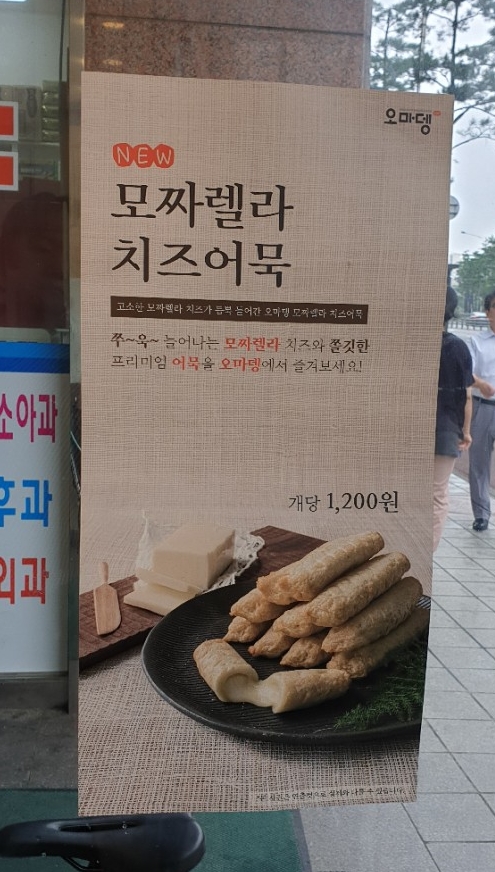 오마뎅
NEW
모짜렐라
치즈어묵
고소한 모짜렐라 치즈가 듬뿍 들어간 오마뎅 모짜렐라 치즈어묵
쭈~욱~ 늘어나는 모짜렐라 치즈와 쫄깃한
프리미엄 어묵을 오마뎅에서 즐겨보세요!
개당 1,200원
소아과
과
외과